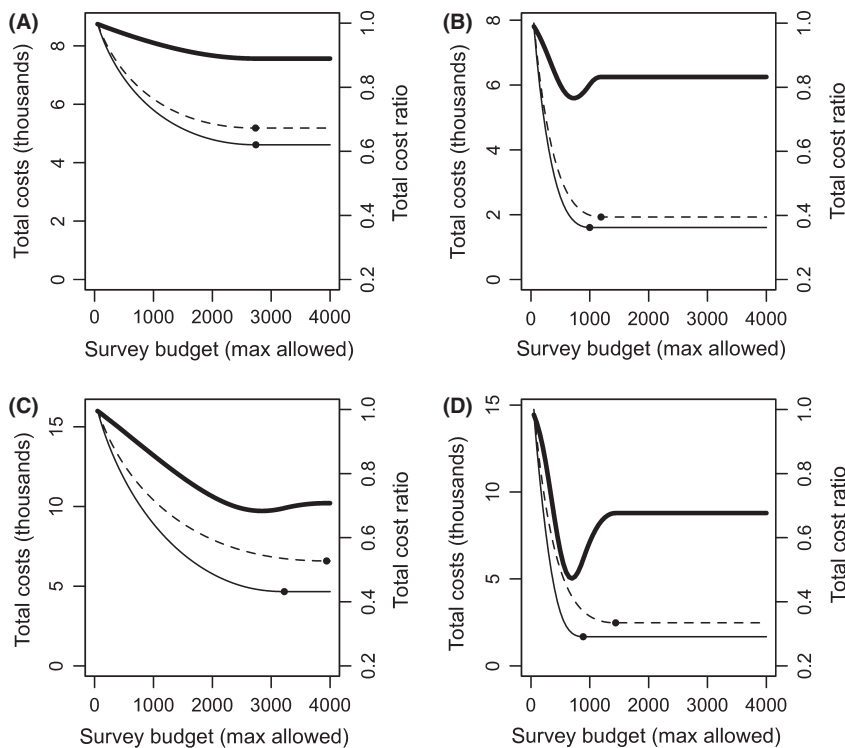 (A)
Total costs (thousands)
0 2 4 6 8
0.2 0.4 0.6 0.8 1.0
Total cost ratio
0 1000 2000 3000 4000
Survey budget (max allowed)
(B)
Total costs (thousands)
0 2 4 6 8
0.2 0.4 0.6 0.8 1.0
Total cost ratio
0 1000 2000 3000 4000
Survey budget (max allowed)
(C)
Total costs (thousands)
0 5 10 15
0.2 0.4 0.6 0.8 1.0
Total cost ratio
0 1000 2000 3000 4000
Survey budget (max allowed)
(D)
Total costs (thousands)
0 5 10 15
0.2 0.4 0.6 0.8 1.0
Total cost ratio
0 1000 2000 3000 4000
Survey budget (max allowed)